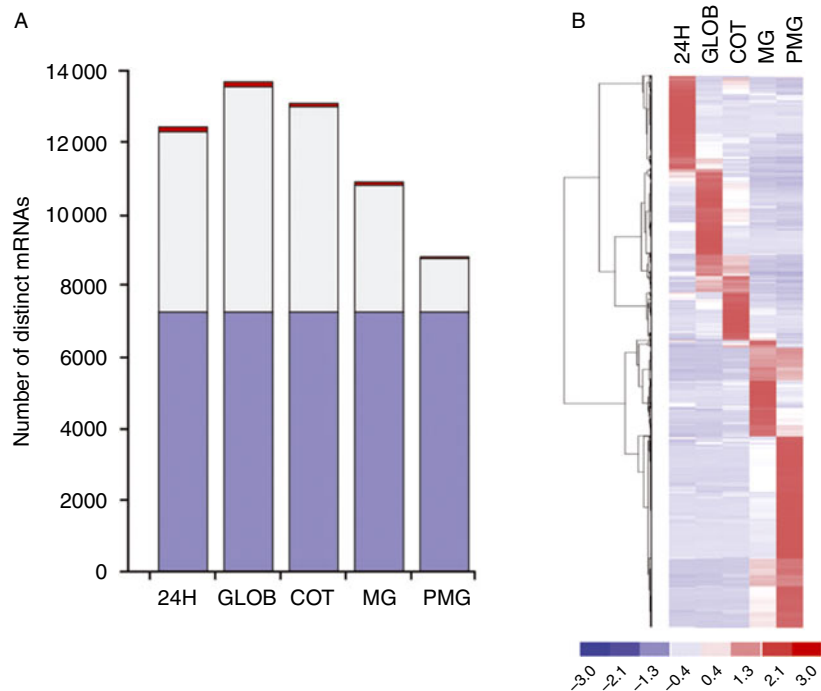 A
Number of distinct mRNAs
14 000
12 000
10 000
8000
6000
4000
2000
0
24H GLOB COT MG PMG
B
24H GLOB COT MG PMG
-3.0 -2.1 -1.3 -0.4 0.4 1.3 2.1 3.0